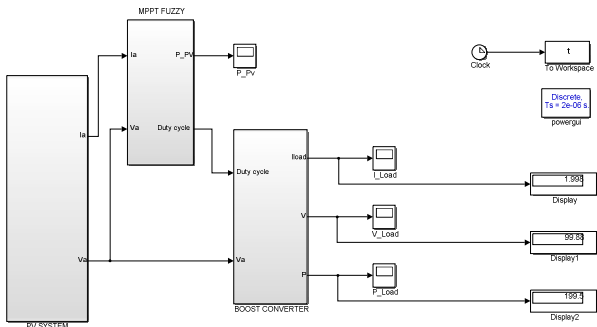 MPPT FUZZY
Ia
P_PV
P_Pv
Clock
t
To Workspace
Discrete,
Ts = 2e-06 s.
powergui
Ia
Va
Duty cycle
Duty cycle
Iload
I_Load
1.998
Display
V
V_Load
99.88
Display1
Va
Va
P
P_Load
199.5
Display2
BOOST CONVERTER
PV SYSTEM